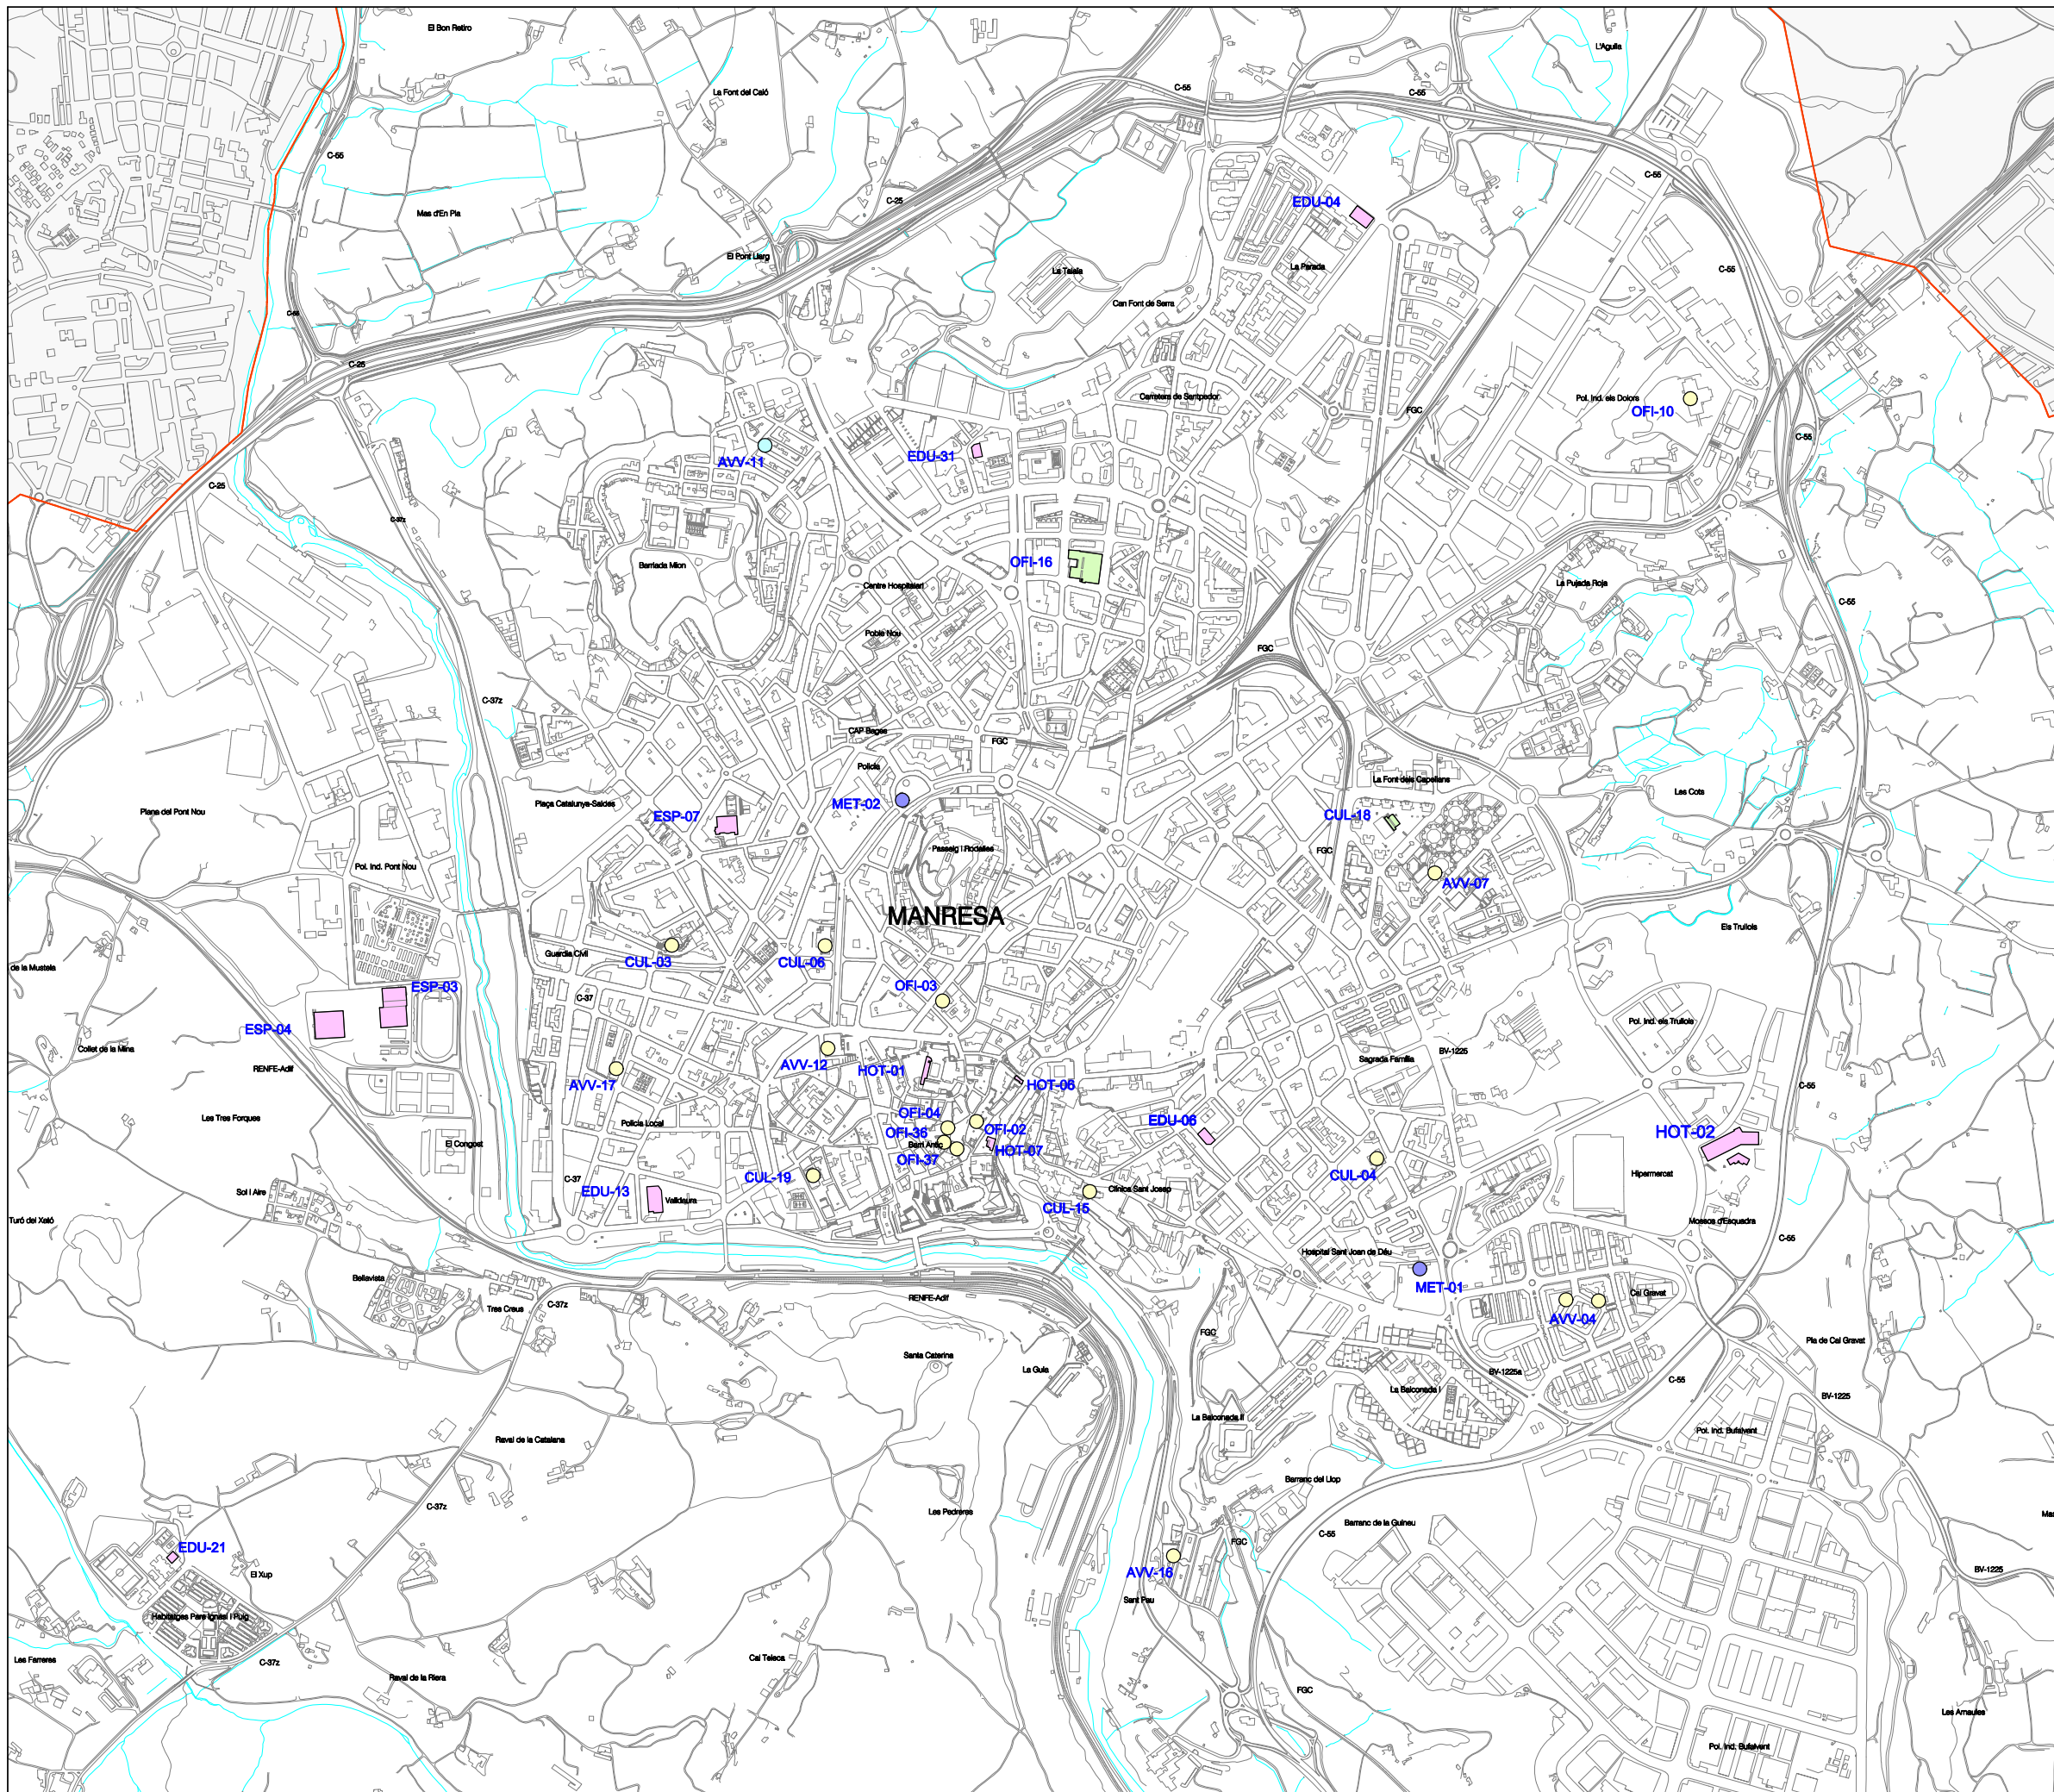 El Bon Retiro
L'Aguila
La Font del Caló
C-55
C-55
C-55
C-55
EDU-04
C-25
Mas d'En Pla
El Pont Llarg
La Parada
C-55
La Taiaia
Can Font de Serra
C-55
FGC
C-25
Carretera de Santpedor
Pol. Ind. els Dolors
OFI-10
FGC
C-55
EDU-31
AVV-11
C-25
C-37z
OFI-16
Barriada Mion
Centre Hospitalari
La Pujada Roja
C-55
Poble Nou
FGC
C-37z
CAP Bages
FGC
Policia
La Font dels Capellans
Les Cots
MET-02
Plaça Catalunya-Saldes
Plana del Pont Nou
ESP-07
CUL-18
Passeig i Rodalies
FGC
Pol. Ind. Pont Nou
AVV-07
MANRESA
Els Trullols
Guardia Civil
CUL-03
CUL-06
de la Mustela
ESP-03
C-37
OFI-03
Pol. Ind. els Trullols
ESP-04
Collet de la Mina
BV-1225
Sagrada Família
AVV-12
HOT-01
RENFE-Adif
AVV-17
HOT-06
C-55
OFI-04
Les Tres Forques
Policia Local
EDU-06
OFI-02
OFI-36
HOT-02
El Congost
Barri Antic
HOT-07
OFI-37
CUL-19
CUL-04
Hipermercat
C-37
Clínica Sant Josep
EDU-13
Sol i Aire
Valldaura
CUL-15
Turó del Xató
Mossos d'Esquadra
C-55
Hospital Sant Joan de Déu
Bellavista
MET-01
Cal Gravat
RENFE-Adif
C-37z
Tres Creus
AVV-04
FGC
Pla de Cal Gravat
Santa Caterina
La Guia
BV-1225a
C-55
La Balconada I
BV-1225
La Balconada II
Pol. Ind. Bufalvent
Raval de la Catalana
Barranc del Llop
C-37z
Les Pedreres
Barranc de la Guineu
C-55
FGC
EDU-21
El Xup
AVV-16
BV-1225
Sant Pau
Habitatges Pare Ignasi i Puig
Les Farreres
C-37z
Cal Teisca
Raval de la Riera
FGC
Les Arnaules
Pol. Ind. Bufalvent